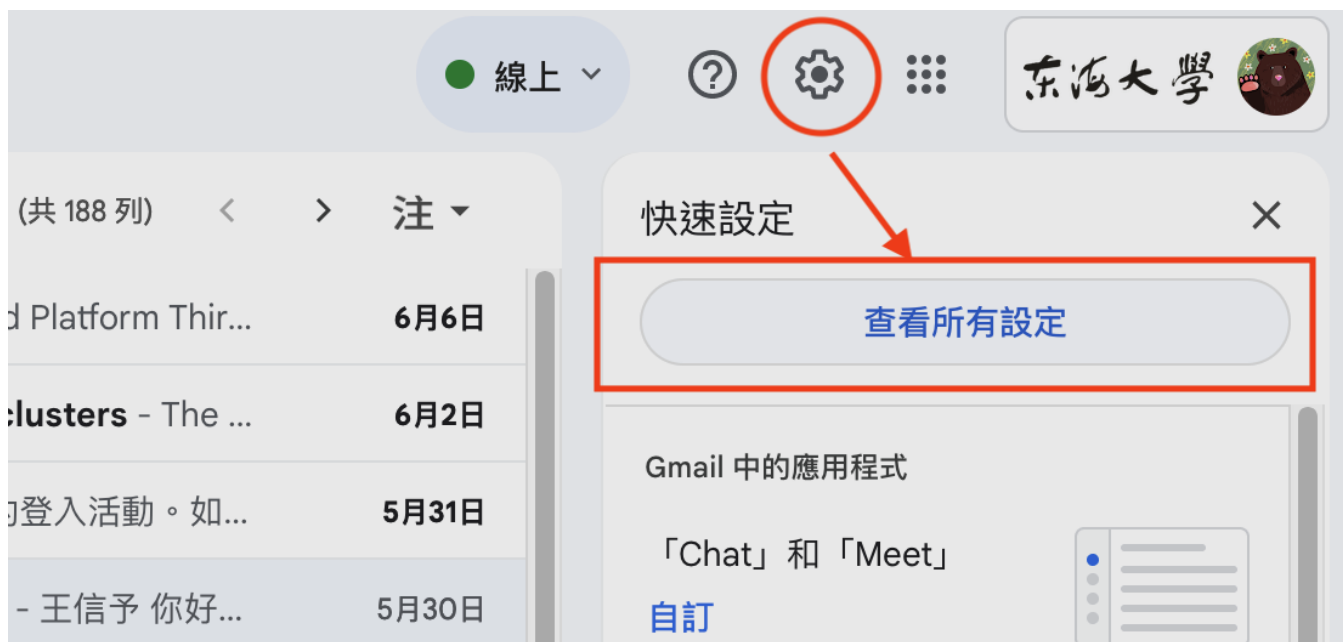 線上
东海大學
(共 188 列)
注
快速設定
d Platform Thir...
6月6日
查看所有設定
clusters - The ...
6月2日
Gmail 中的應用程式
登入活動。如...
5月31日
「Chat」和「Meet」
- 王信予 你好...
5月30日
自訂